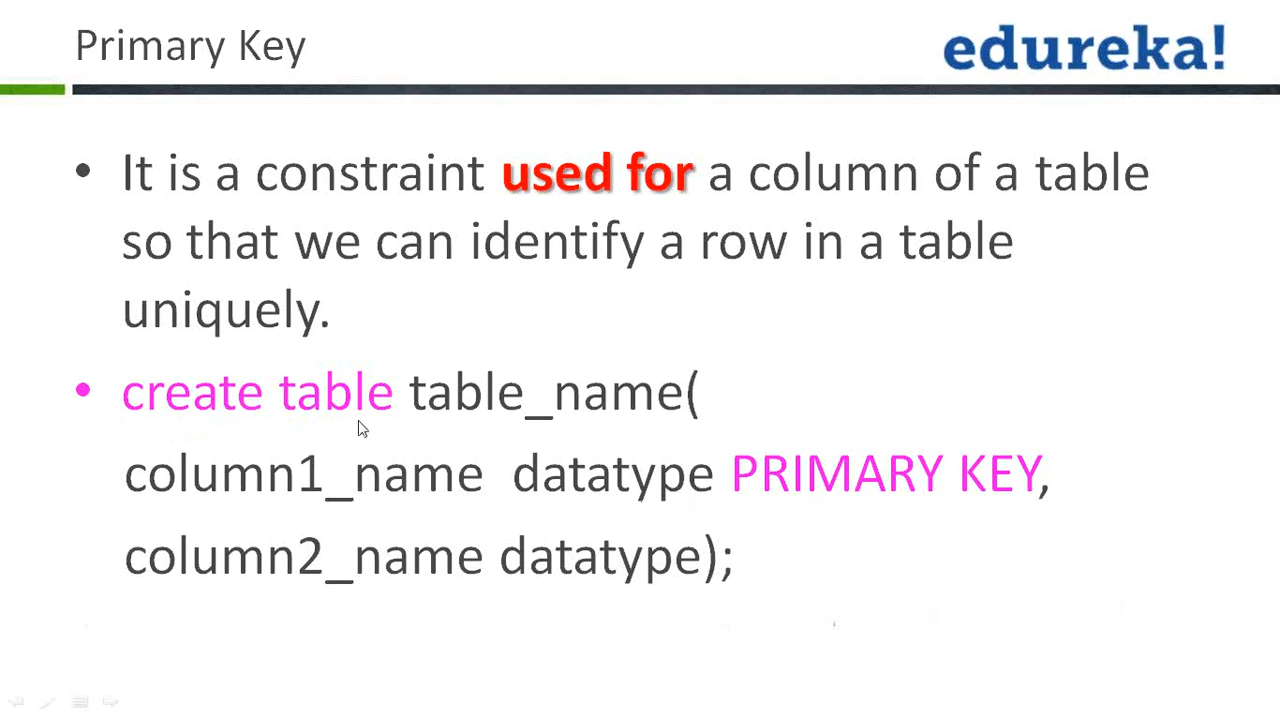 Primary Key
edureka!
• It is a constraint used for a column of a table
so that we can identify a row in a table
uniquely.
• create table table_name(
column1_name datatype PRIMARY KEY,
column2_name datatype);